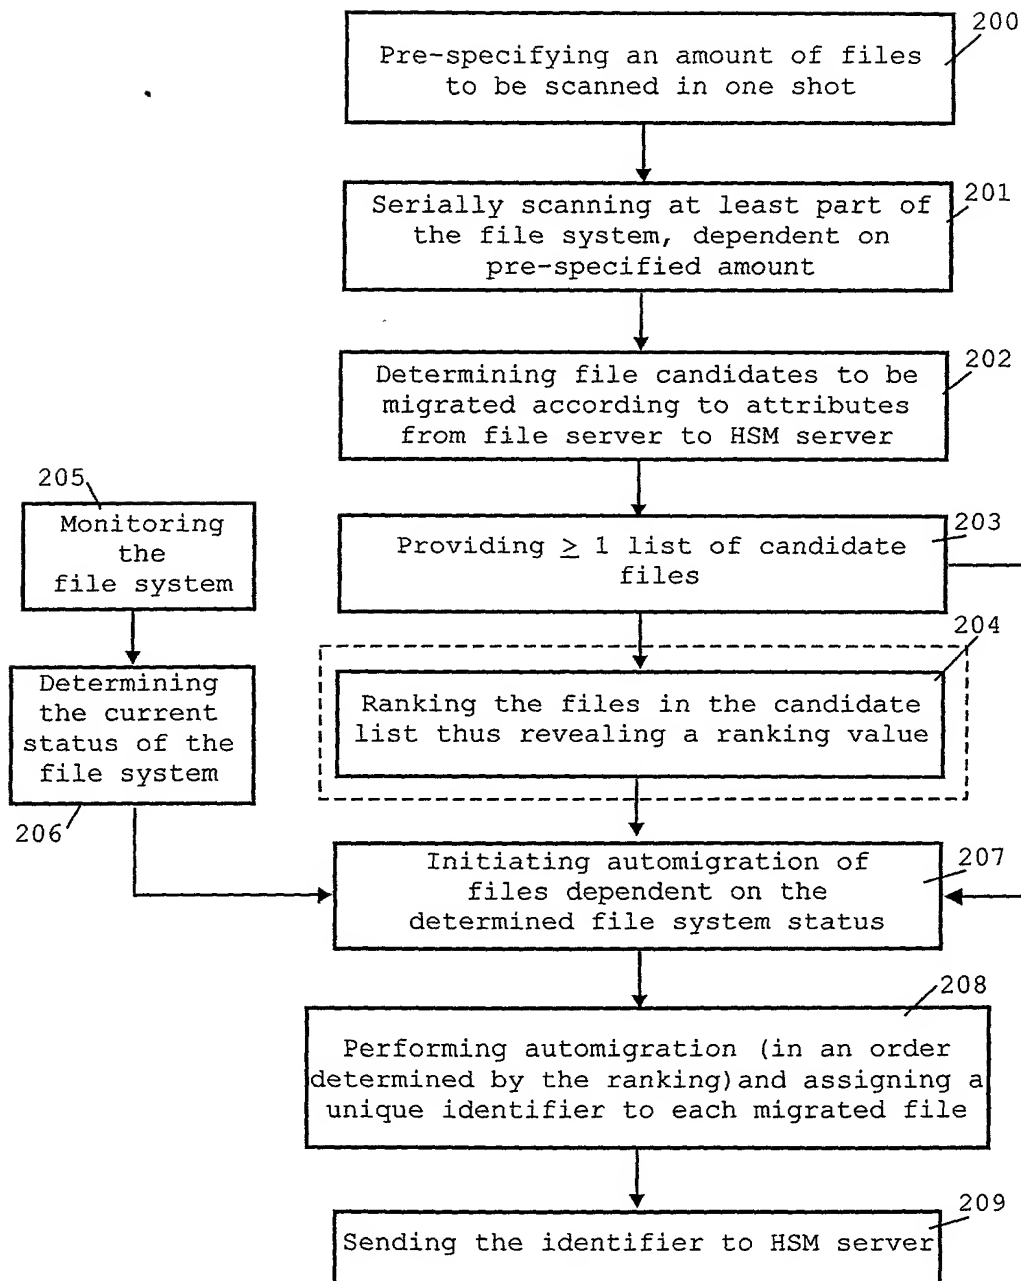 200
Pre-specifying an amount of files
to be scanned in one shot
201
Serially scanning at least part of
the file system, dependent on
pre-specified amount
202
Determining file candidates to be
migrated according to attributes
from file server to HSM server
203
Providing ≥ 1 list of candidate
files
204
Ranking the files in the candidate
list thus revealing a ranking value
205
Monitoring
the
file system
Determining
the current
status of the
file system
206
207
Initiating automigration of
files dependent on the
determined file system status
208
Performing automigration (in an order
determined by the ranking) and assigning a
unique identifier to each migrated file
209
Sending the identifier to HSM server